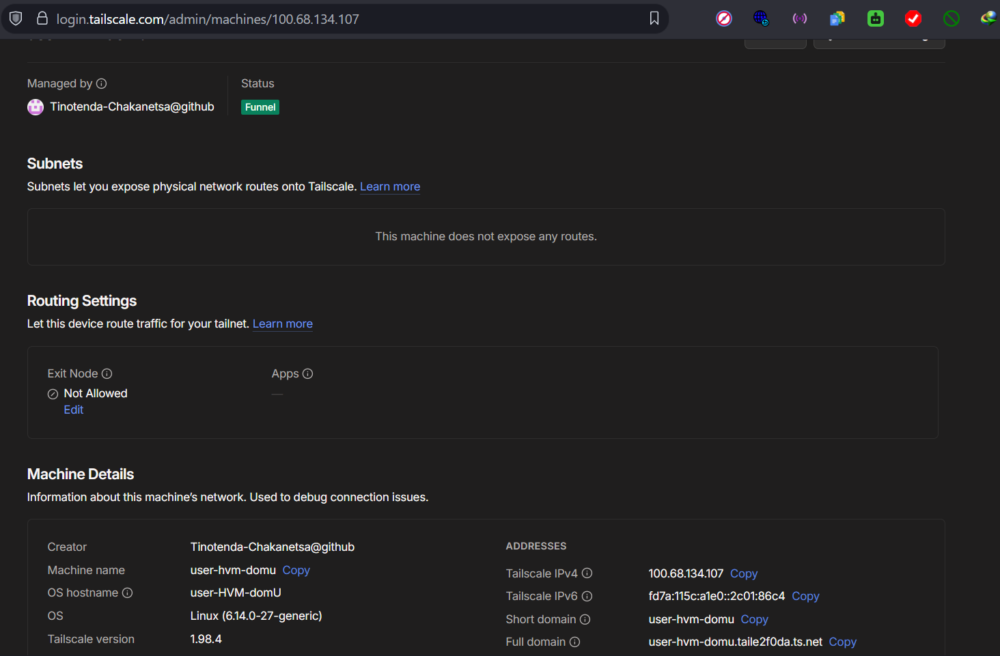 login.tailscale.com/admin/machines/100.68.134.107
Managed by
Status
Tinotenda-Chakanetsa@github
Funnel
Subnets
Subnets let you expose physical network routes onto Tailscale. Learn more
This machine does not expose any routes.
Routing Settings
Let this device route traffic for your tailnet. Learn more
Exit Node
Apps
Not Allowed
—
Edit
Machine Details
Information about this machine’s network. Used to debug connection issues.
Creator
Tinotenda-Chakanetsa@github
Machine name
user-hvm-domu Copy
OS hostname
user-HVM-domU
OS
Linux (6.14.0-27-generic)
Tailscale version
1.98.4
ADDRESSES
Tailscale IPv4
100.68.134.107 Copy
Tailscale IPv6
fd7a:115c:a1e0::2c01:86c4 Copy
Short domain
user-hvm-domu Copy
Full domain
user-hvm-domu.taile2f0da.ts.net Copy